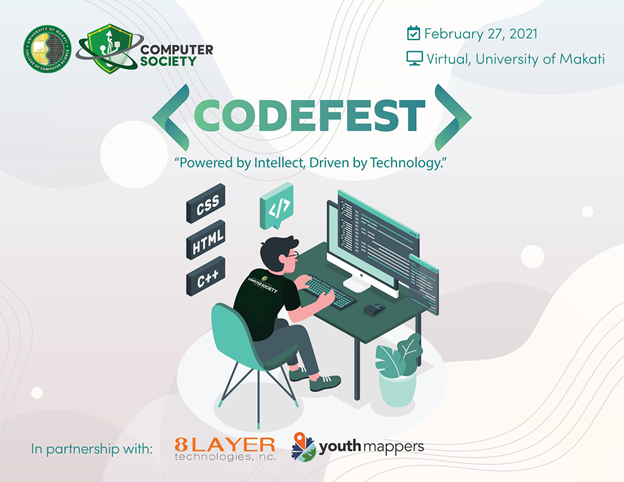 COMPUTER
SOCIETY
February 27, 2021
Virtual, University of Makati
<CODEFEST>
“Powered by Intellect, Driven by Technology.”
CSS
</>
HTML
C++
COMPUTER SOCIETY
In partnership with:
8LAYER
technologies, inc.
youthmappers